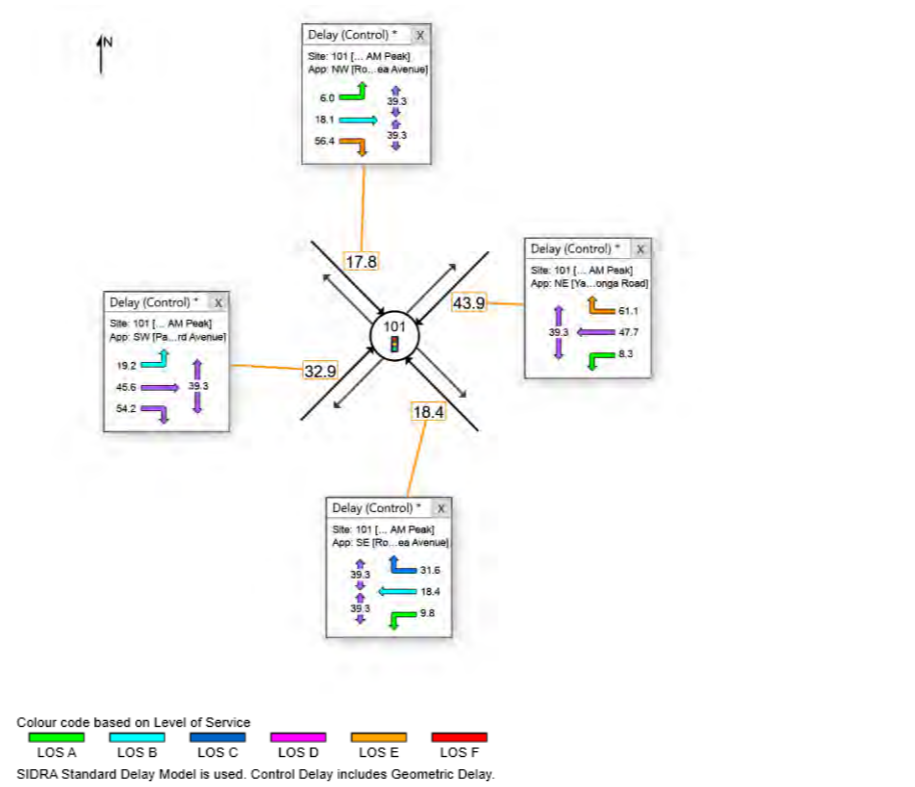 N
Delay (Control) * X
Site: 101 [... AM Peak]
App: NW [Ro...ea Avenue]
6.0
39.3
18.1
39.3
56.4
17.8
Delay (Control) * X
Site: 101 [... AM Peak]
App: NE [Ya...onga Road]
61.1
39.3
47.7
8.3
43.9
Delay (Control) * X
Site: 101 [... AM Peak]
App: SW [Pa...rd Avenue]
19.2
45.6
39.3
54.2
32.9
101
18.4
Delay (Control) * X
Site: 101 [... AM Peak]
App: SE [Ro...ea Avenue]
39.3
31.6
18.4
39.3
9.8
Colour code based on Level of Service
LOS A LOS B LOS C LOS D LOS E LOS F
SIDRA Standard Delay Model is used. Control Delay includes Geometric Delay.